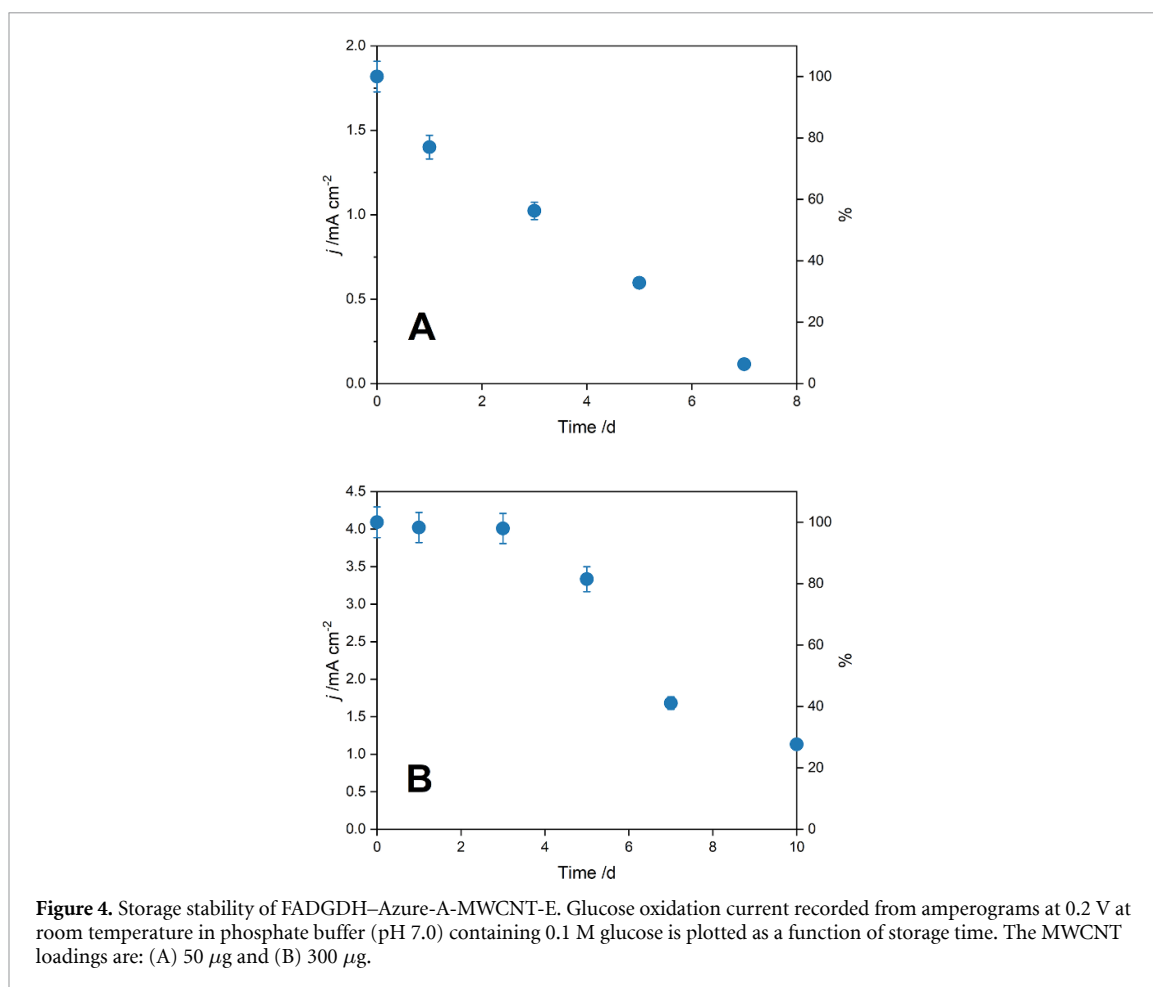 2.0
1.5
1.0
0.5
0.0
j /mA cm⁻²
100
80
60
40
20
0
%
A
0 2 4 6 8
Time /d
4.5
4.0
3.5
3.0
2.5
2.0
1.5
1.0
0.5
0.0
j /mA cm⁻²
100
80
60
40
20
0
%
B
0 2 4 6 8 10
Time /d
Figure 4. Storage stability of FADGDH–Azure-A-MWCNT-E. Glucose oxidation current recorded from amperograms at 0.2 V at
room temperature in phosphate buffer (pH 7.0) containing 0.1 M glucose is plotted as a function of storage time. The MWCNT
loadings are: (A) 50 μg and (B) 300 μg.